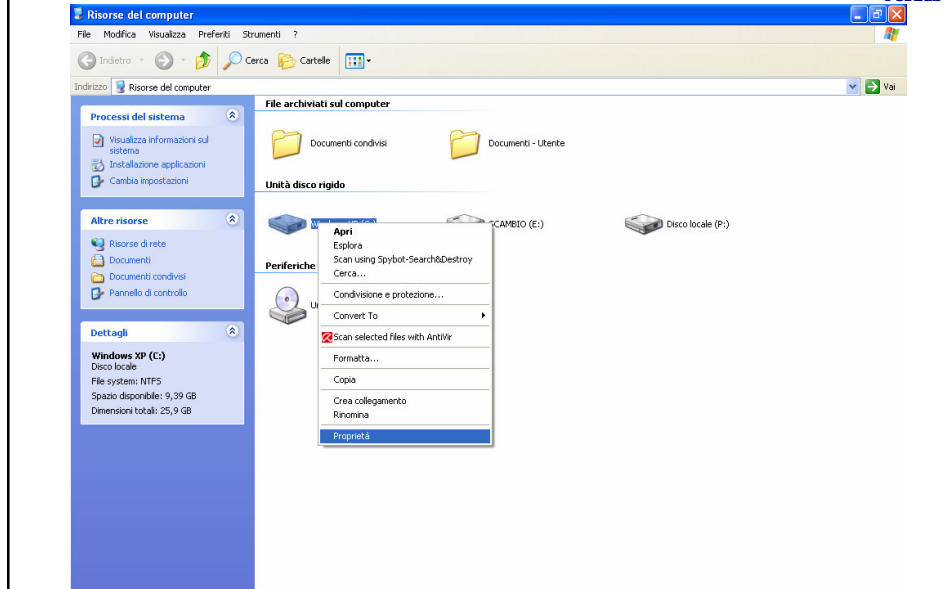 Risorse del computer
File Modifica Visualizza Preferiti Strumenti ?
Indietro Cerca Cartelle
Indirizzo Risorse del computer Vai
Processi del sistema
Visualizza informazioni sul
sistema
Installazione applicazioni
Cambia impostazioni
Altre risorse
Risorse di rete
Documenti
Documenti condivisi
Pannello di controllo
Dettagli
Windows XP (C:)
Disco locale
File system: NTFS
Spazio disponibile: 9,39 GB
Dimensioni totali: 25,9 GB
File archiviati sul computer
Documenti condivisi Documenti - Utente
Unità disco rigido
SCAMBIO (E:) Disco locale (P:)
Periferiche
Apri
Esplora
Scan using Spybot-Search&Destroy
Cerca...
Condivisione e protezione...
Convert To
Scan selected files with AntiVir
Formatta...
Copia
Crea collegamento
Rinomina
Proprietà